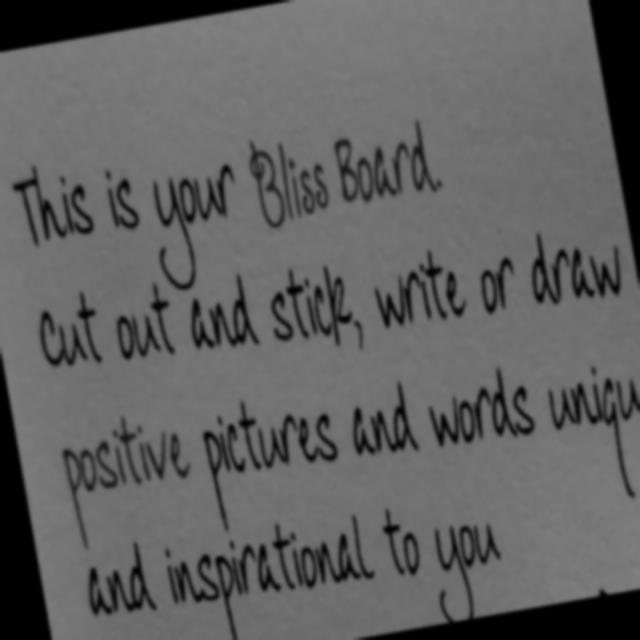 This is your Bliss Board.
Cut out and stick, write or draw
positive pictures and words uniqu
and inspirational to you